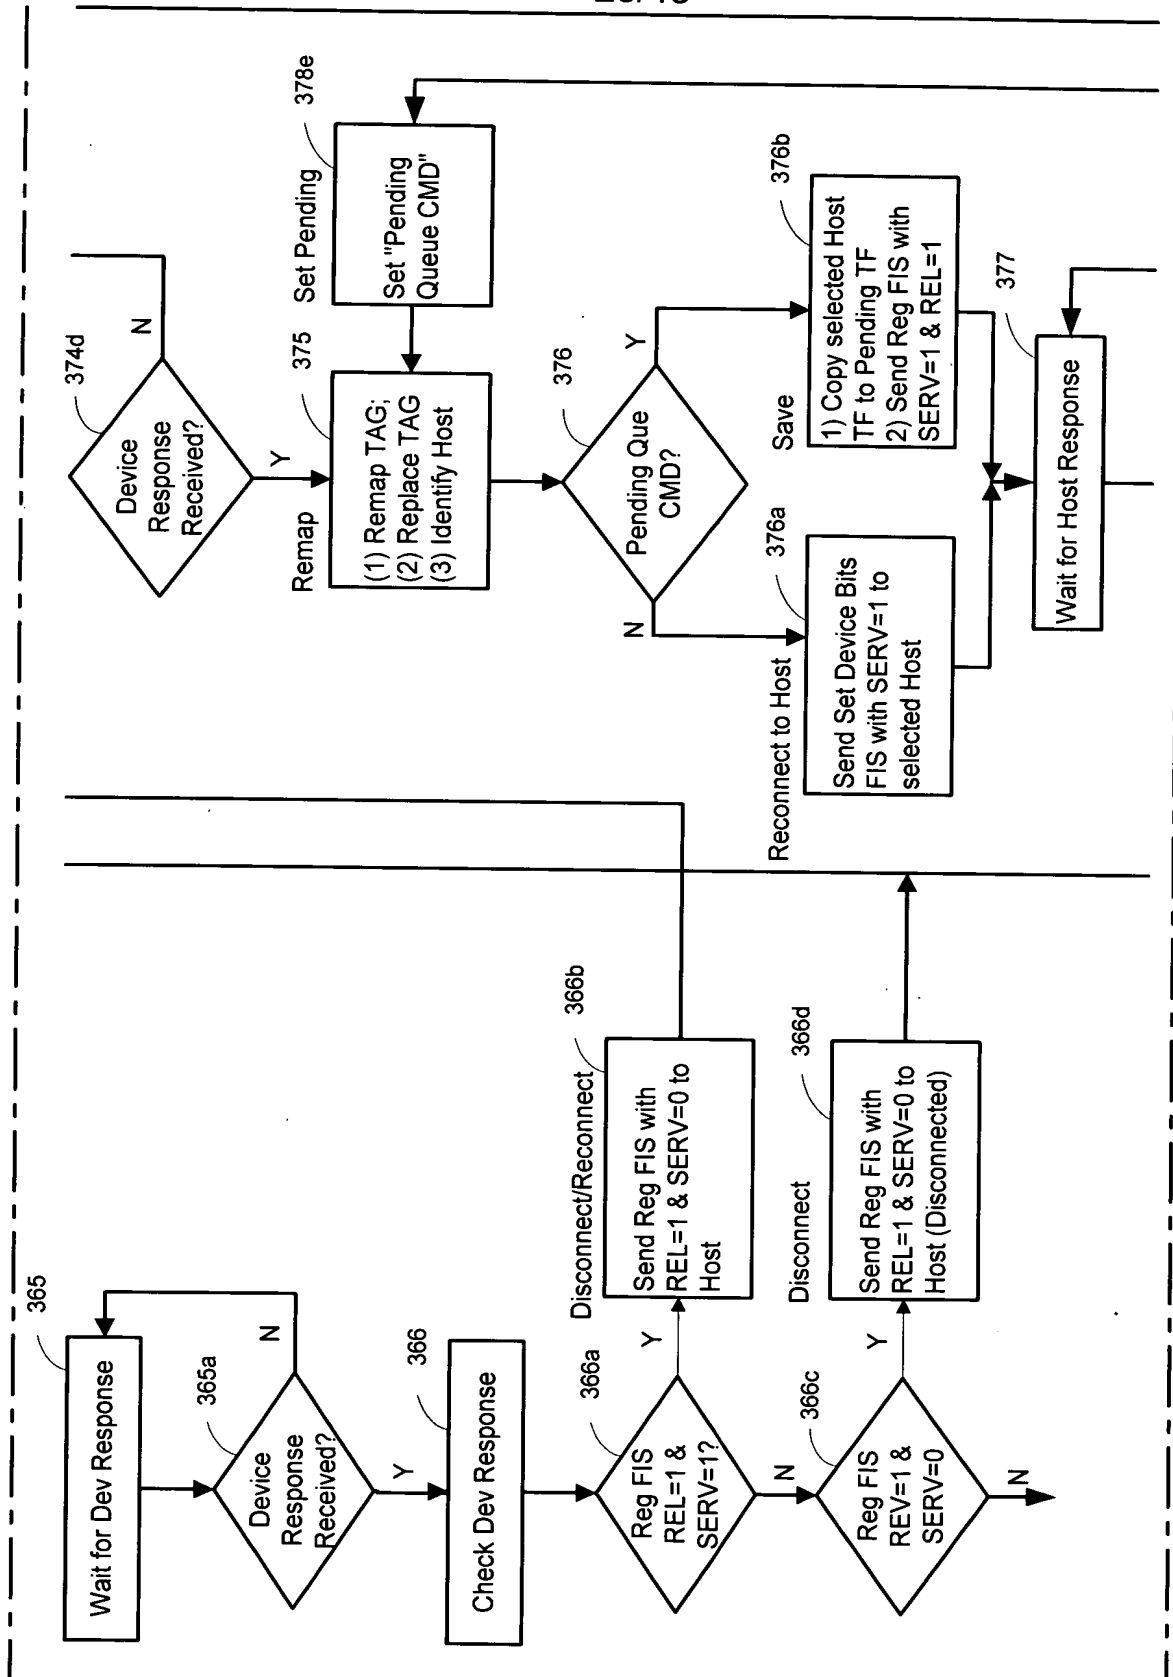 365
Wait for Dev Response
365a
Device
Response
Received?
N
Y
366
Check Dev Response
366a
Reg FIS
REL=1 &
SERV=1?
Y
N
Disconnect/Reconnect
366b
Send Reg FIS with
REL=1 & SERV=0 to
Host
366c
Reg FIS
REV=1 &
SERV=0
Y
N
Disconnect
366d
Send Reg FIS with
REL=1 & SERV=0 to
Host (Disconnected)
374d
Device
Response
Received?
N
Y
Set Pending
378e
Set "Pending
Queue CMD"
Remap
375
(1) Remap TAG;
(2) Replace TAG
(3) Identify Host
376
Pending Que
CMD?
N
Y
Reconnect to Host
376a
Send Set Device Bits
FIS with SERV=1 to
selected Host
Save
376b
1) Copy selected Host
TF to Pending TF
2) Send Reg FIS with
SERV=1 & REL=1
377
Wait for Host Response